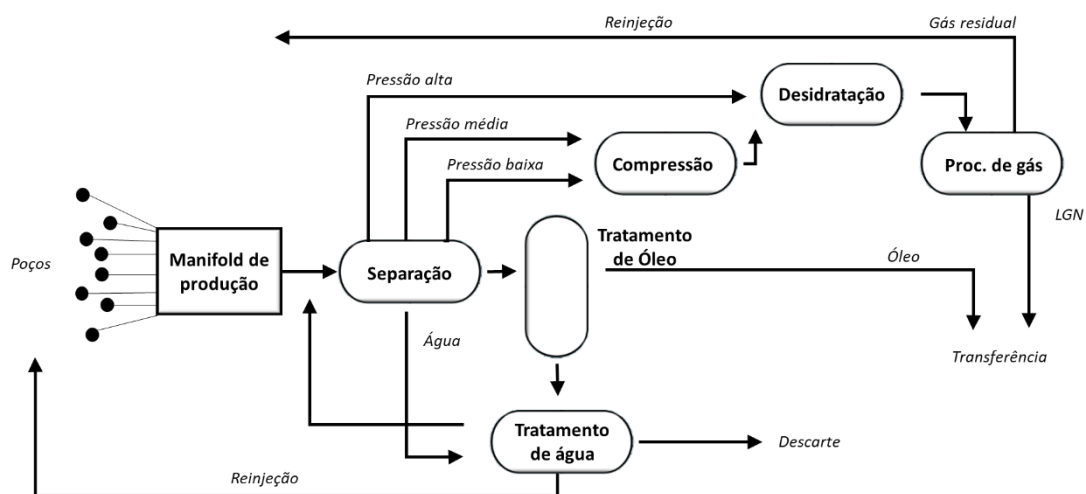 Reinjeção
Gás residual
Pressão alta
Desidratação
Pressão média
Compressão
Proc. de gás
Pressão baixa
LGN
Poços
Manifold de
produção
Separação
Tratamento
de Óleo
Óleo
Água
Transferência
Tratamento
de água
Descarte
Reinjeção